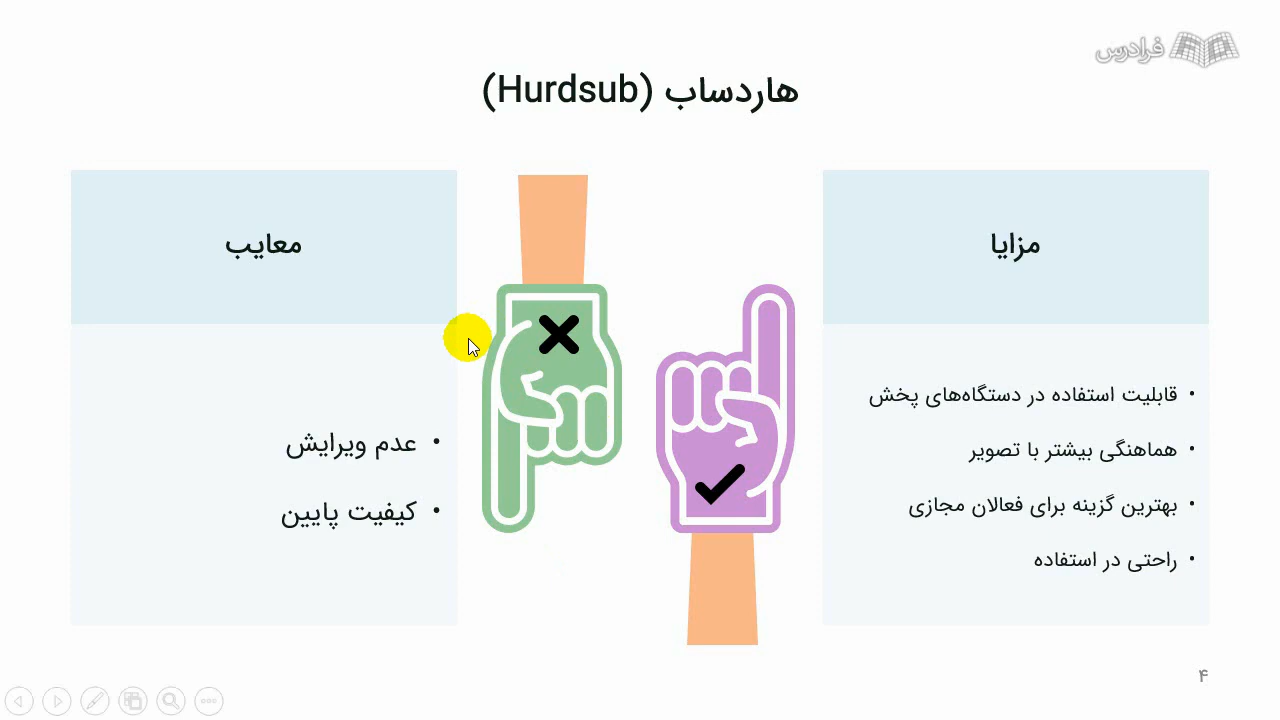 فرادرس
هاردساب (Hurdsub)
مزایا
• قابلیت استفاده در دستگاه‌های پخش
• هماهنگی بیشتر با تصویر
• بهترین گزینه برای فعالان مجازی
• راحتی در استفاده
معایب
• عدم ویرایش
• کیفیت پایین
۴